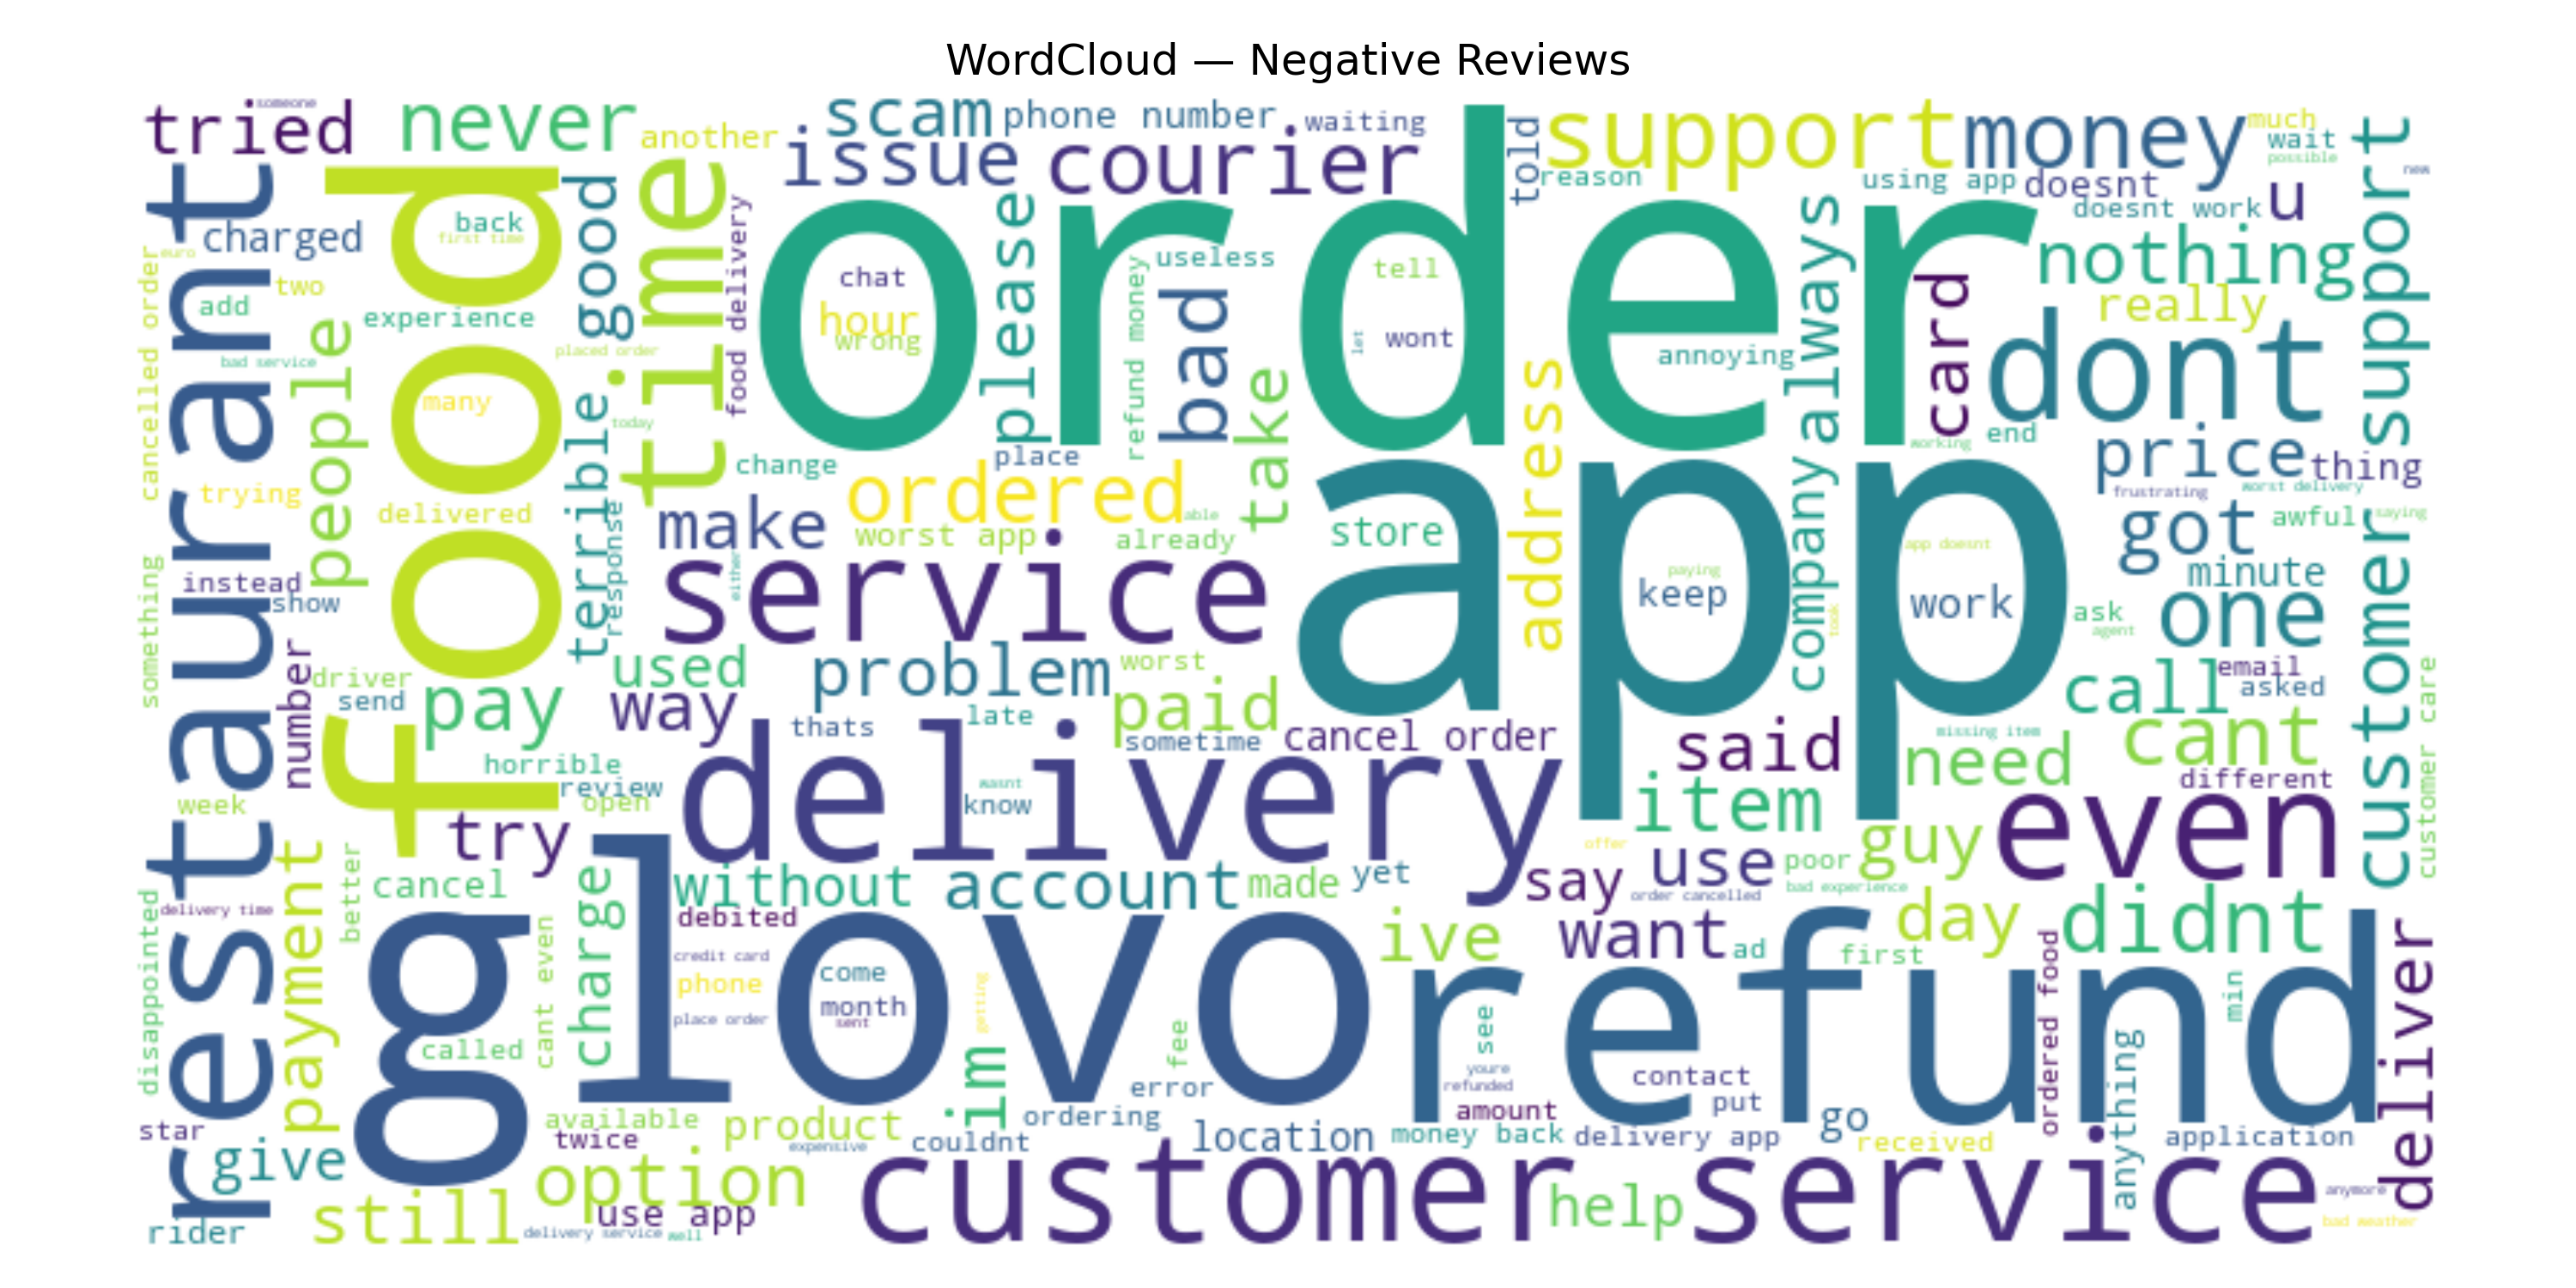 WordCloud — Negative Reviews
order
app
food
glovo
refund
restaurant
delivery
customer service
service
time
customer support
even
dont
support
money
courier
never
tried
issue
scam
phone number
waiting
another
someone
told
much
wait
possible
new
reason
using app
doesnt
doesnt work
u
nothing
really
card
always
company
address
please
bad
take
useless
refund money
chat
hour
wrong
tell
wont
let
annoying
charged
back
first time
good
food delivery
cancelled order
euro
two
add
experience
bad service
people
placed order
many
today
terrible
response
trying
delivered
change
place
ordered
able
make
worst app
already
store
either
end
working
price
thing
frustrating
worst delivery
got
awful
saying
minute
one
ask
agent
app doesnt
work
keep
paying
took
something
instead
show
number
driver
send
pay
used
way
problem
worst
paid
late
thats
sometime
cancel order
said
need
missing item
call
cant
email
asked
different
customer care
horrible
review
open
week
try
wasnt
know
item
offer
guy
use
poor
say
bad experience
order cancelled
payment
better
cancel
charge
without
account
made
yet
debited
disappointed
delivery time
cant even
credit card
phone
place order
come
month
sent
getting
ive
want
ad
day
first
didnt
ordered food
min
anything
deliver
called
fee
see
im
error
youre
refunded
contact
put
amount
go
star
give
available
twice
product
expensive
couldnt
ordering
location
money back
delivery app
received
application
option
still
use app
rider
delivery service
well
help
anymore
bad weather